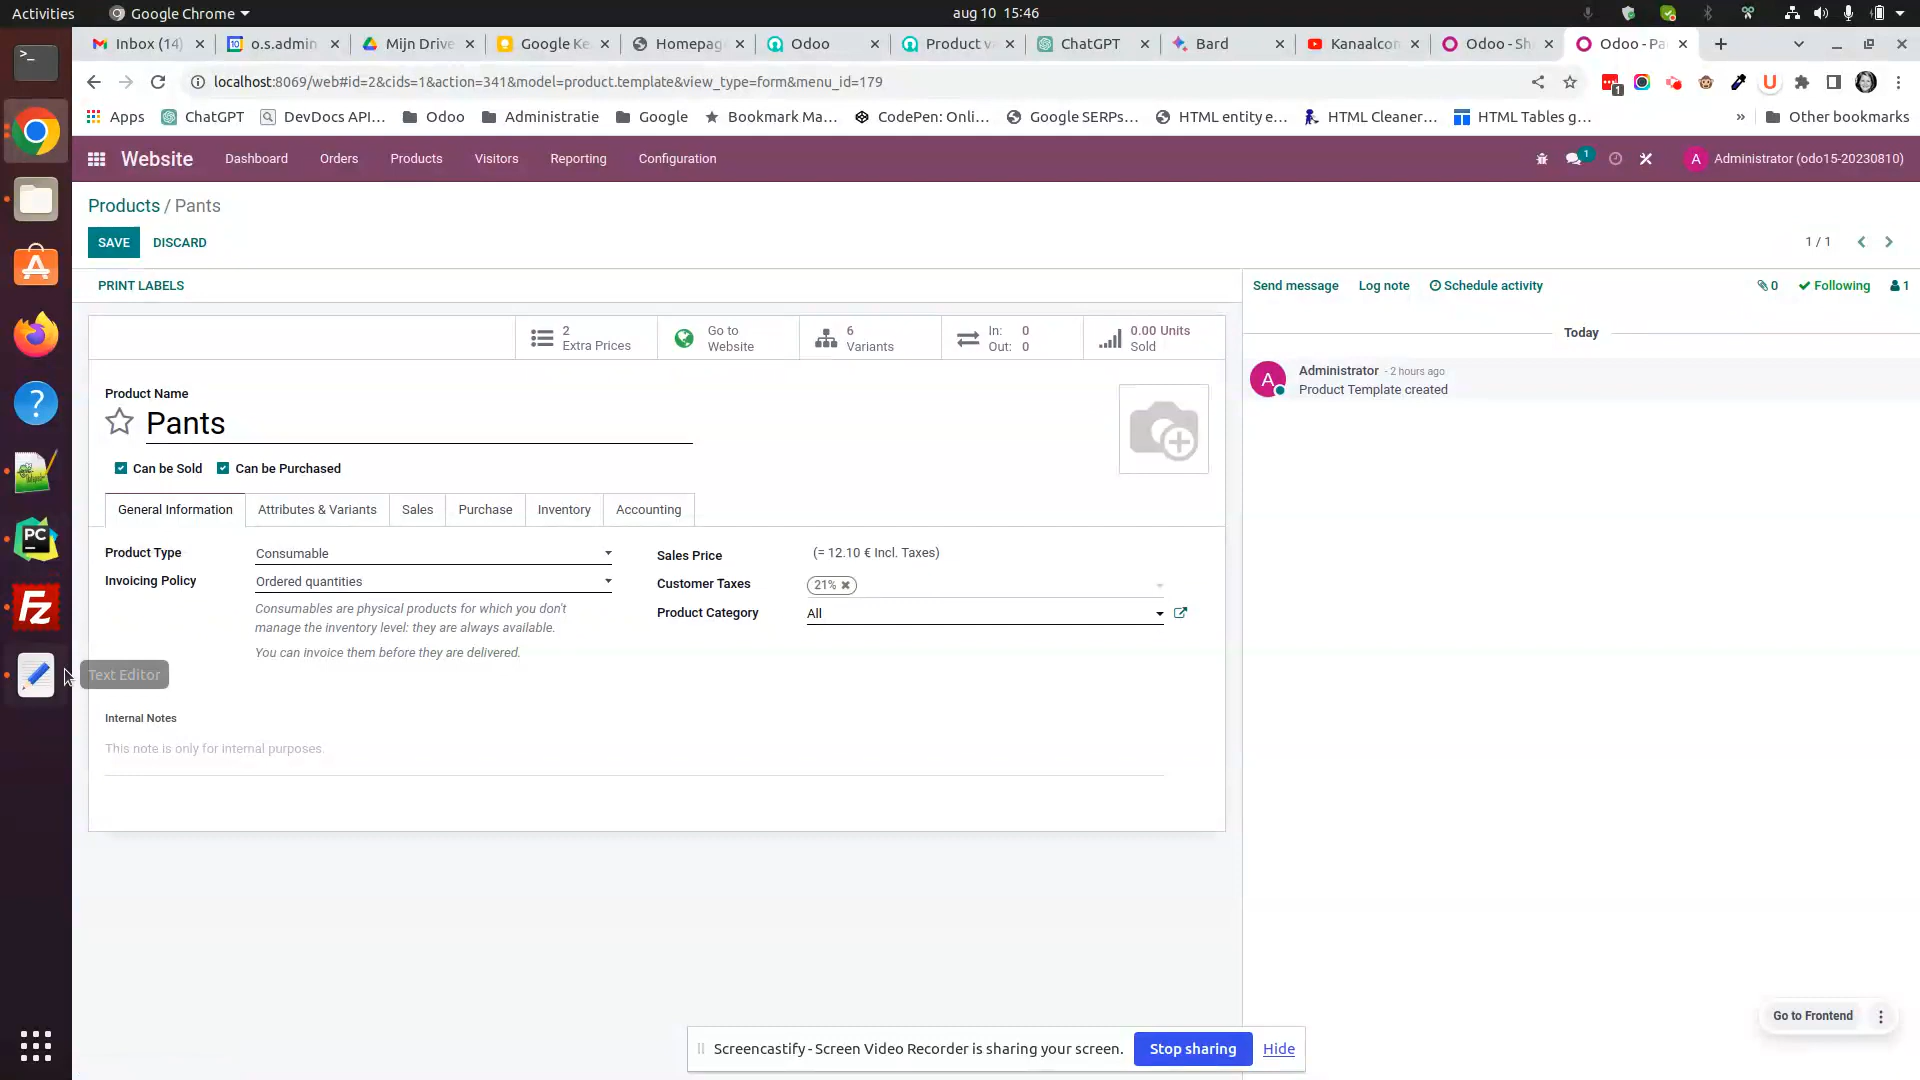 Activities
Google Chrome
aug 10 15:46
Inbox (14)
o.s.admin
Mijn Drive
Google Ke
Homepag
Odoo
Product v
ChatGPT
Bard
Kanaalcon
Odoo - Sh
Odoo - Pa
localhost:8069/web#id=2&cids=1&action=341&model=product.template&view_type=form&menu_id=179
Apps
ChatGPT
DevDocs API...
Odoo
Administratie
Google
Bookmark Ma...
CodePen: Onli...
Google SERPs...
HTML entity e...
HTML Cleaner...
HTML Tables g...
»
Other bookmarks
Website
Dashboard
Orders
Products
Visitors
Reporting
Configuration
1
A
Administrator (odo15-20230810)
Products / Pants
SAVE
DISCARD
1 / 1
PRINT LABELS
Send message
Log note
Schedule activity
0
Following
1
2
Extra Prices
Go to
Website
6
Variants
In: 0
Out: 0
0.00 Units
Sold
Today
A
Administrator - 2 hours ago
Product Template created
Product Name
Pants
Can be Sold
Can be Purchased
General Information
Attributes & Variants
Sales
Purchase
Inventory
Accounting
Product Type
Consumable
Invoicing Policy
Ordered quantities
Consumables are physical products for which you don't
manage the inventory level: they are always available.
You can invoice them before they are delivered.
Sales Price
(= 12.10 € Incl. Taxes)
Customer Taxes
21%
Product Category
All
Text Editor
Internal Notes
This note is only for internal purposes.
Go to Frontend
Screencastify - Screen Video Recorder is sharing your screen.
Stop sharing
Hide